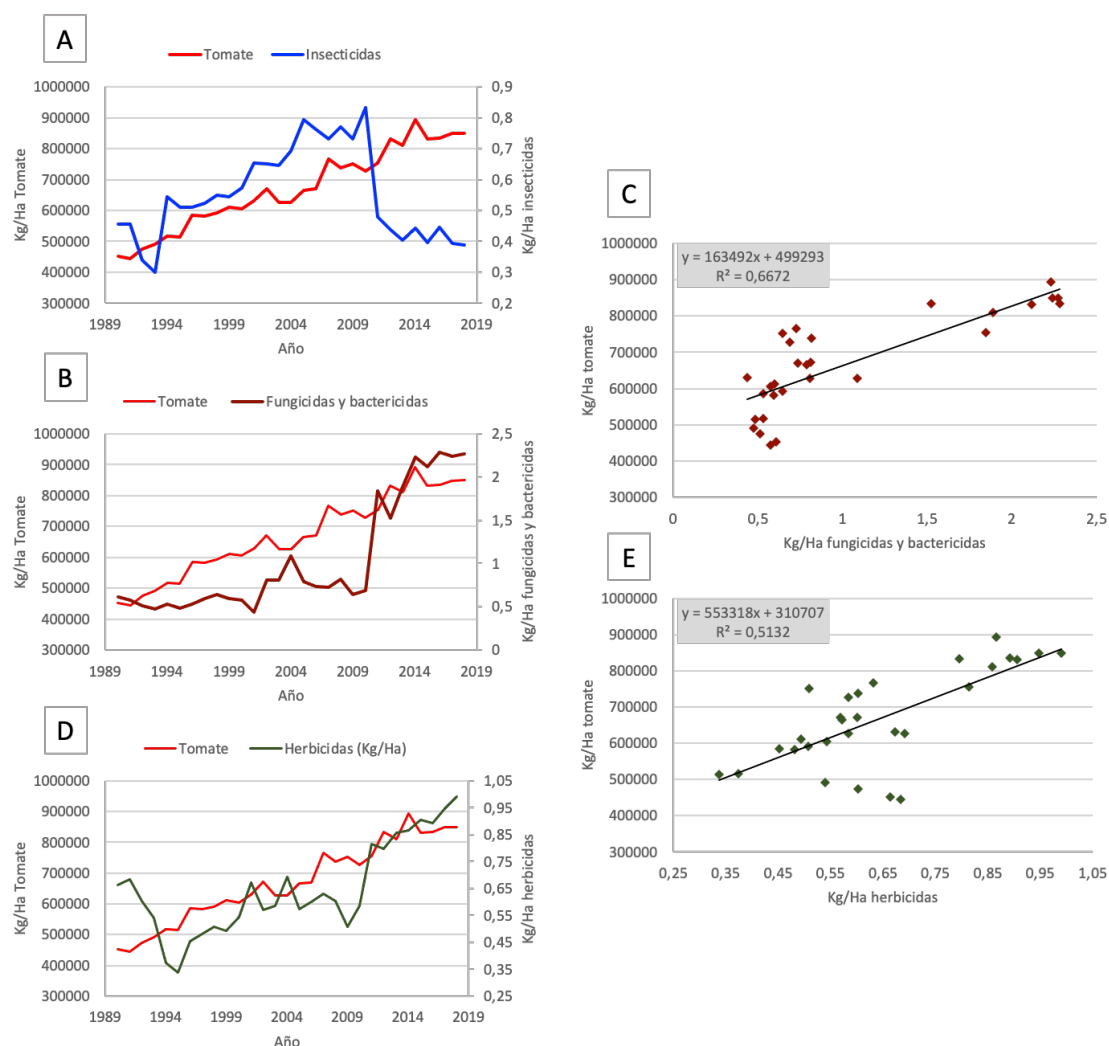 A
Tomate Insecticidas
1000000
900000
800000
700000
600000
500000
400000
300000
0,9
0,8
0,7
0,6
0,5
0,4
0,3
0,2
1989 1994 1999 2004 2009 2014 2019
Kg/Ha Tomate
Kg/Ha insecticidas
Año
B
Tomate Fungicidas y bactericidas
1000000
900000
800000
700000
600000
500000
400000
300000
2,5
2
1,5
1
0,5
0
1989 1994 1999 2004 2009 2014 2019
Kg/Ha Tomate
Kg/Ha fungicidas y bactericidas
Año
D
Tomate Herbicidas (Kg/Ha)
1000000
900000
800000
700000
600000
500000
400000
300000
1,05
0,95
0,85
0,75
0,65
0,55
0,45
0,35
0,25
1989 1994 1999 2004 2009 2014 2019
Kg/Ha Tomate
Kg/Ha herbicidas
Año
C
y = 163492x + 499293
R² = 0,6672
1000000
900000
800000
700000
600000
500000
400000
300000
0 0,5 1 1,5 2 2,5
Kg/Ha tomate
Kg/Ha fungicidas y bactericidas
E
y = 553318x + 310707
R² = 0,5132
1000000
900000
800000
700000
600000
500000
400000
300000
0,25 0,35 0,45 0,55 0,65 0,75 0,85 0,95 1,05
Kg/Ha tomate
Kg/Ha herbicidas